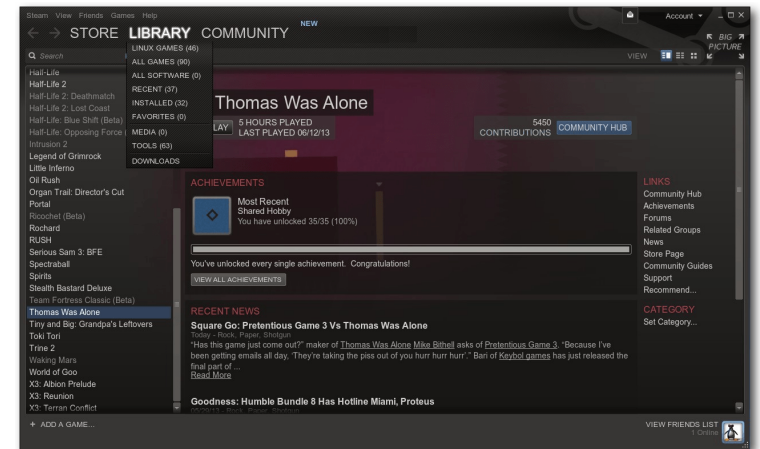 Steam View Friends Games Help
Account
STORE LIBRARY COMMUNITY
NEW
BIG PICTURE
Search
VIEW
LINUX GAMES (46)
ALL GAMES (90)
ALL SOFTWARE (0)
RECENT (37)
INSTALLED (32)
FAVORITES (0)
MEDIA (0)
TOOLS (63)
DOWNLOADS
Half-Life
Half-Life 2
Half-Life 2: Deathmatch
Half-Life 2: Lost Coast
Half-Life: Blue Shift (Beta)
Half-Life: Opposing Force
Intrusion 2
Legend of Grimrock
Little Inferno
Oil Rush
Organ Trail: Director's Cut
Portal
Ricochet (Beta)
Rochard
RUSH
Serious Sam 3: BFE
Spectraball
Spirits
Stealth Bastard Deluxe
Team Fortress Classic (Beta)
Thomas Was Alone
Tiny and Big: Grandpa's Leftovers
Toki Tori
Trine 2
Waking Mars
World of Goo
X3: Albion Prelude
X3: Reunion
X3: Terran Conflict
Thomas Was Alone
LAY
5 HOURS PLAYED
LAST PLAYED 06/12/13
5450
CONTRIBUTIONS
COMMUNITY HUB
ACHIEVEMENTS
Most Recent
Shared Hobby
You have unlocked 35/35 (100%)
You've unlocked every single achievement. Congratulations!
VIEW ALL ACHIEVEMENTS
RECENT NEWS
Square Go: Pretentious Game 3 Vs Thomas Was Alone
Today - Rock, Paper, Shotgun
“Has this game just come out?” maker of Thomas Was Alone Mike Bithell asks of Pretentious Game 3. “Because I've
been getting emails all day, ‘They're taking the piss out of you hurr hurr hurr’.” Bari of Keybol games has just released the
final part of ...
Read More
Goodness: Humble Bundle 8 Has Hotline Miami, Proteus
05/29/13 - Rock, Paper, Shotgun
LINKS
Community Hub
Achievements
Forums
Related Groups
News
Store Page
Community Guides
Support
Recommend...
CATEGORY
Set Category...
+ ADD A GAME...
VIEW FRIENDS LIST
1 Online